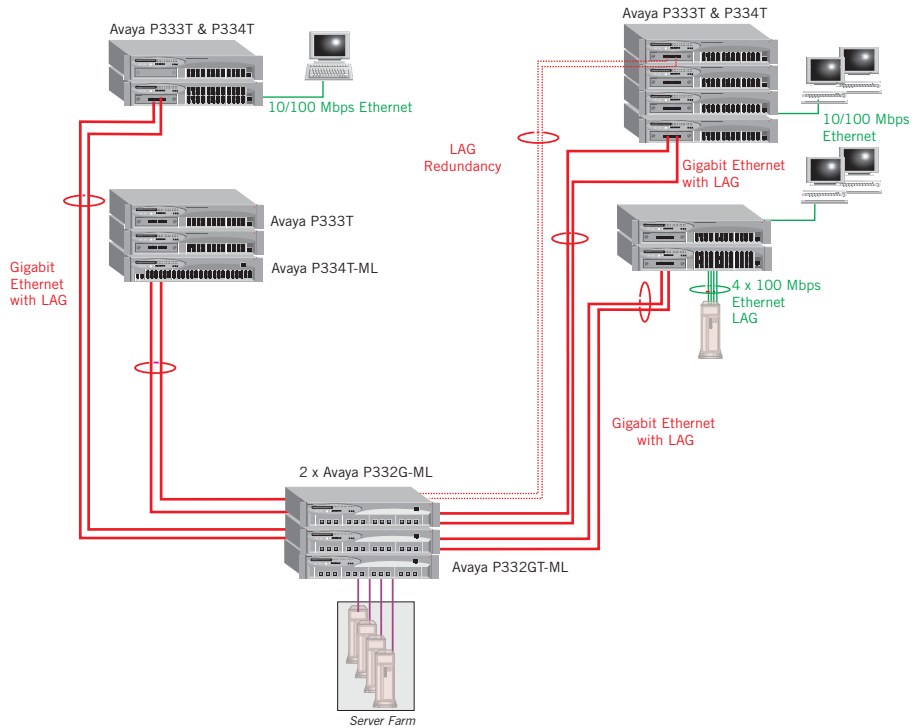 Avaya P333T & P334T
10/100 Mbps Ethernet
Avaya P333T & P334T
10/100 Mbps
Ethernet
LAG
Redundancy
Gigabit Ethernet
with LAG
Avaya P333T
Avaya P334T-ML
Gigabit
Ethernet
with LAG
4 x 100 Mbps
Ethernet
LAG
Gigabit Ethernet
with LAG
2 x Avaya P332G-ML
Avaya P332GT-ML
Server Farm